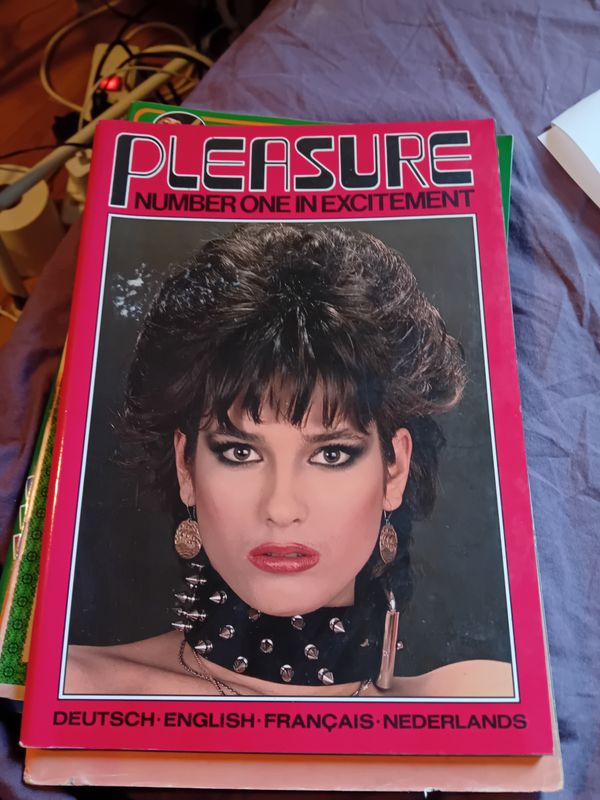 PLEASURE
NUMBER ONE IN EXCITEMENT
DEUTSCH·ENGLISH·FRANÇAIS·NEDERLANDS